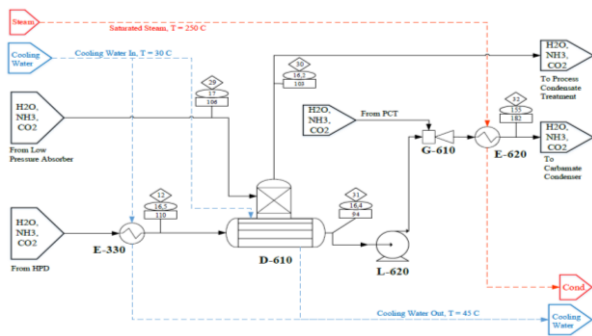 Steam
Saturated Steam, T = 250 C
Cooling
Water
Cooling Water In, T = 30 C
H2O,
NH3,
CO2
From Low
Pressure Absorber
29
17
106
30
16,2
103
H2O,
NH3,
CO2
To Process
Condensate
Treatment
H2O,
NH3,
CO2
From PCT
G-610
32
155
182
E-620
H2O,
NH3,
CO2
To
Carbamate
Condenser
H2O,
NH3,
CO2
From HPD
E-330
12
16,5
110
D-610
31
16,4
94
L-620
Cond
Cooling Water Out, T = 45 C
Cooling
Water